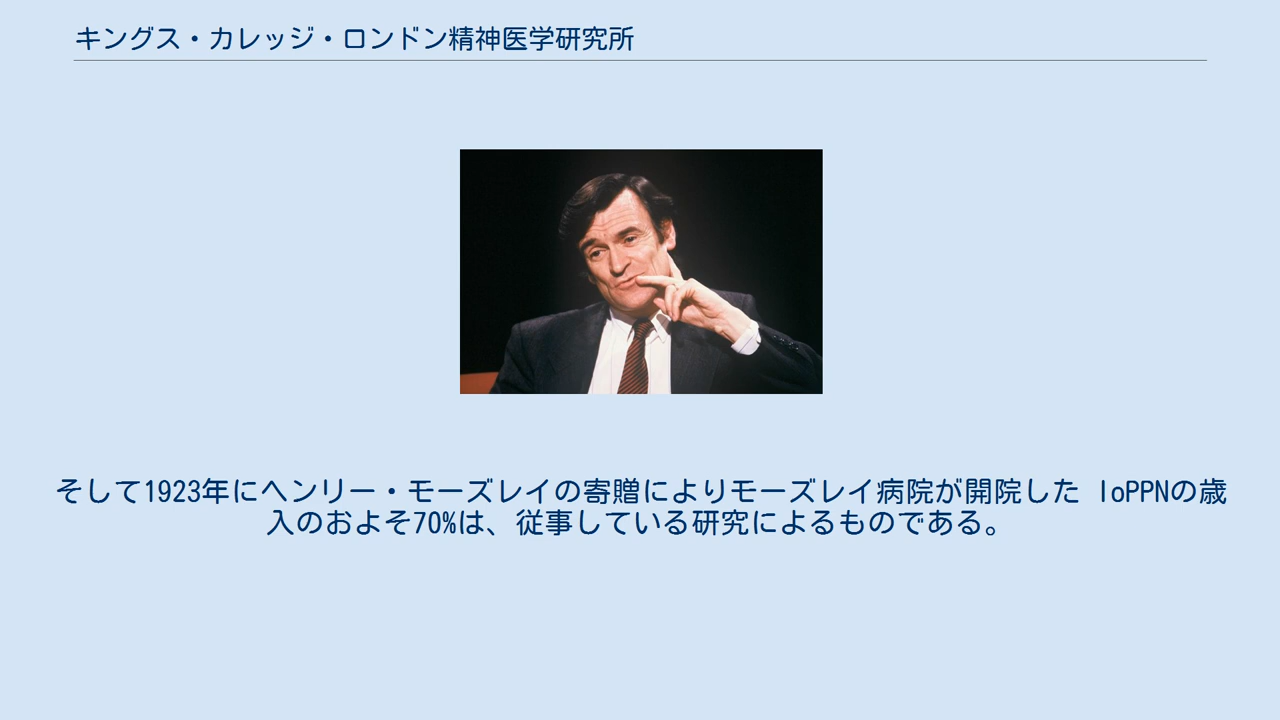 キングス・カレッジ・ロンドン精神医学研究所
そして1923年にヘンリー・モーズレイの寄贈によりモーズレイ病院が開院した IoPPNの歳
入のおよそ70%は、従事している研究によるものである。